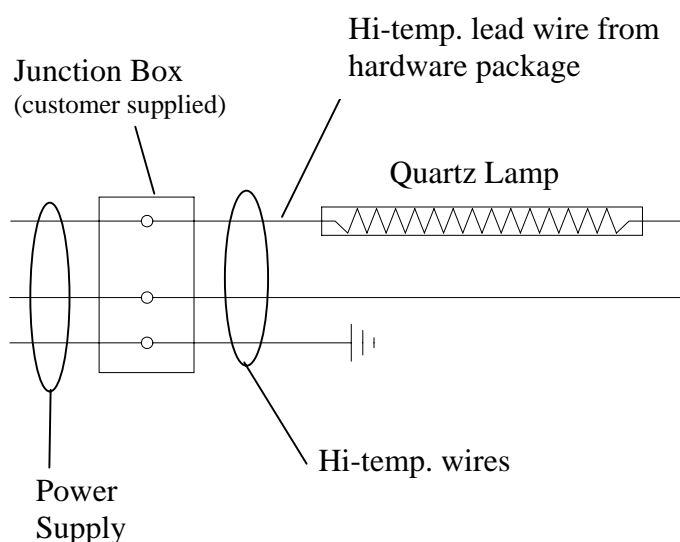 Hi-temp. lead wire from
hardware package
Junction Box
(customer supplied)
Quartz Lamp
Hi-temp. wires
Power
Supply